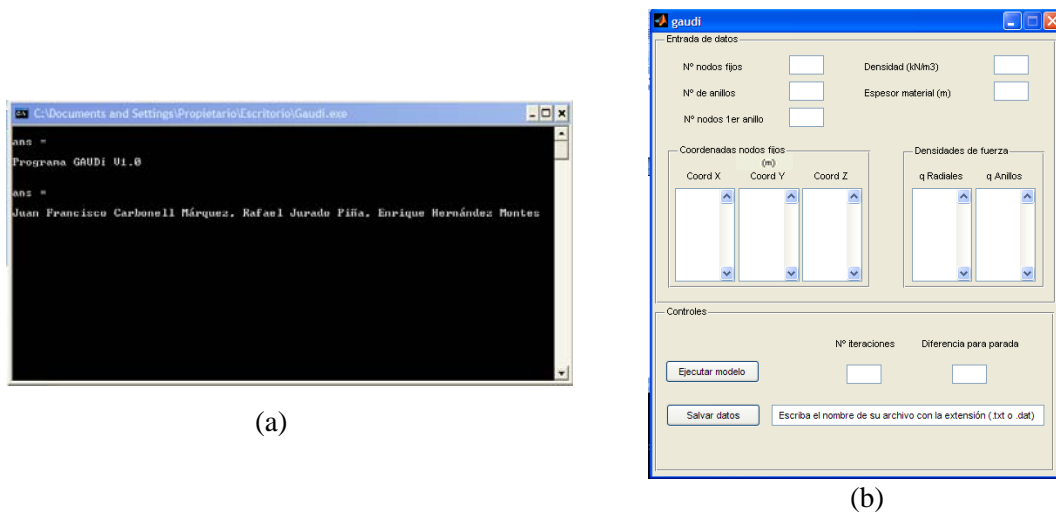 C:\Documents and Settings\Propietario\Escritorio\Gaudi.exe
ans =
Programa GAUDí V1.0
ans =
Juan Francisco Carbonell Márquez, Rafael Jurado Piña, Enrique Hernández Montes
(a)
gaudi
Entrada de datos
Nº nodos fijos
Densidad (kN/m3)
Nº de anillos
Espesor material (m)
Nº nodos 1er anillo
Coordenadas nodos fijos
(m)
Coord X Coord Y Coord Z
Densidades de fuerza
q Radiales q Anillos
Controles
Nº iteraciones Diferencia para parada
Ejecutar modelo
Salvar datos
Escriba el nombre de su archivo con la extensión (.txt o .dat)
(b)